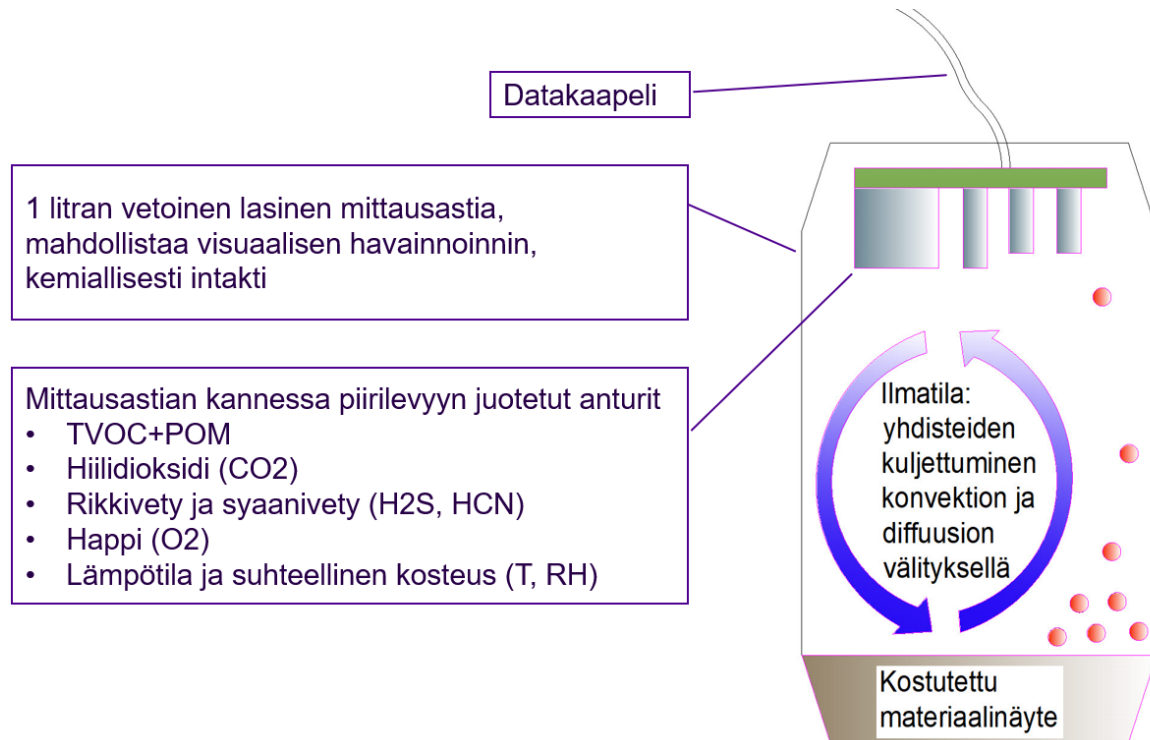 Datakaapeli
1 litran vetoinen lasinen mittausastia,
mahdollistaa visuaalisen havainnoinnin,
kemiallisesti intakti
Mittausastian kannessa piirilevyyn juotetut anturit
• TVOC+POM
• Hiilidioksidi (CO2)
• Rikkivety ja syaanivety (H2S, HCN)
• Happi (O2)
• Lämpötila ja suhteellinen kosteus (T, RH)
Ilmatila:
yhdisteiden
kuljettuminen
konvektion ja
diffuusion
välityksellä
Kostutettu
materiaalinäyte